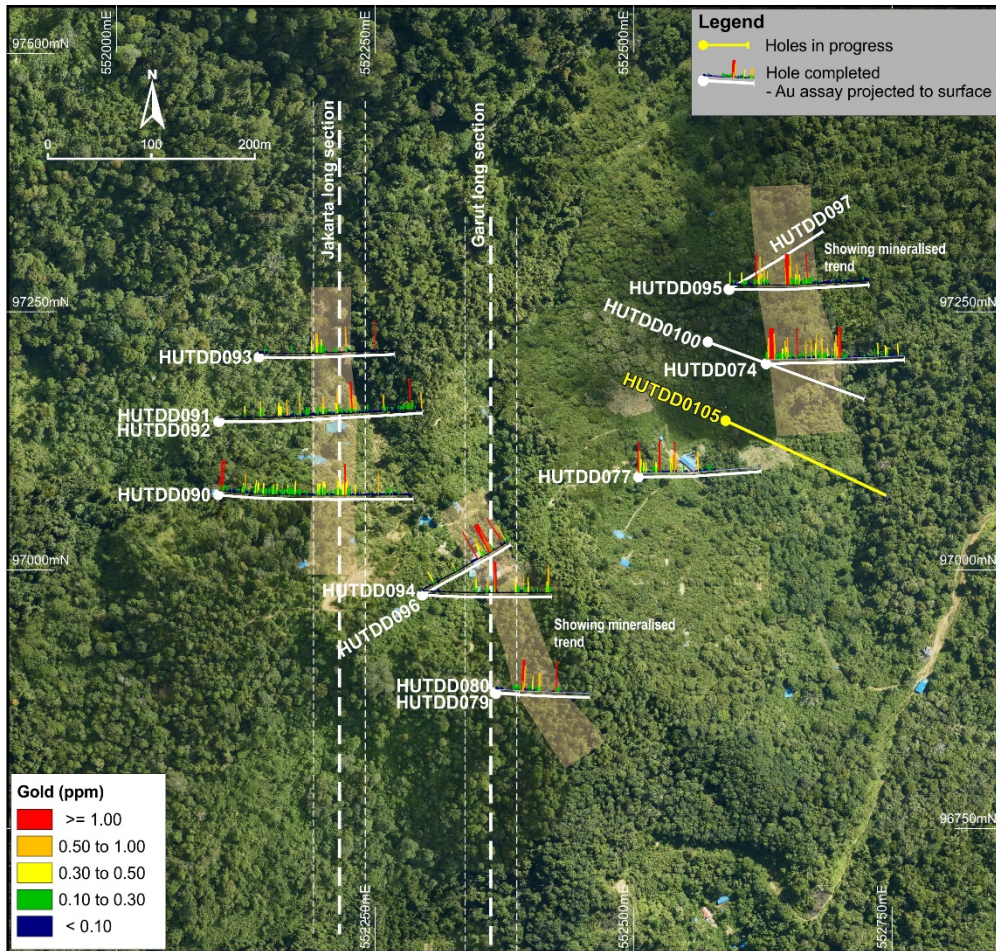 97500mN
552000mE
552250mE
552500mE
Legend
Holes in progress
Hole completed
- Au assay projected to surface
N
0
100
200m
Jakarta long section
Garut long section
HUTDD097
Showing mineralised
trend
HUTDD095
97250mN
97250mN
HUTDD0100
HUTDD093
HUTDD074
HUTDD0105
HUTDD091
HUTDD092
HUTDD077
HUTDD090
97000mN
97000mN
HUTDD094
HUTDD096
Showing mineralised
trend
HUTDD080
HUTDD079
Gold (ppm)
>= 1.00
0.50 to 1.00
0.30 to 0.50
0.10 to 0.30
< 0.10
96750mN
552250mE
552500mE
552750mE